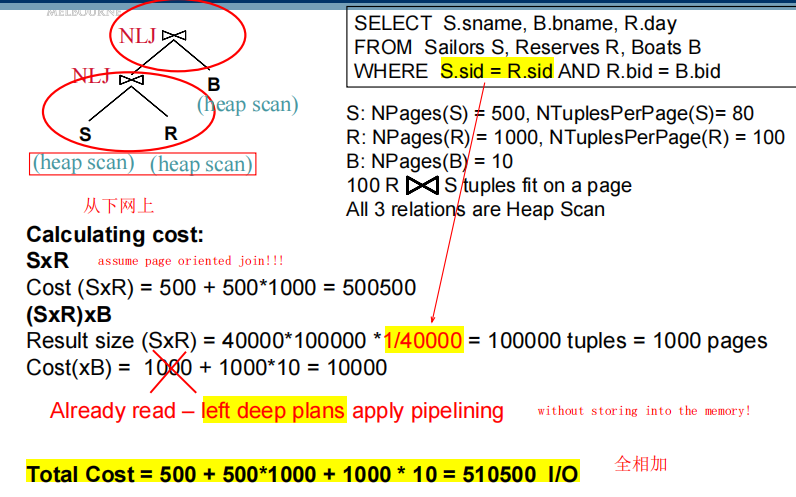 MELBOURNE
NLJ
NLJ
B
(heap scan)
S R
(heap scan) (heap scan)
SELECT S.sname, B.bname, R.day
FROM Sailors S, Reserves R, Boats B
WHERE S.sid = R.sid AND R.bid = B.bid
S: NPages(S) = 500, NTuplesPerPage(S)= 80
R: NPages(R) = 1000, NTuplesPerPage(R) = 100
B: NPages(B) = 10
100 R ⋈ S tuples fit on a page
All 3 relations are Heap Scan
从下网上
Calculating cost:
SxR assume page oriented join!!!
Cost (SxR) = 500 + 500*1000 = 500500
(SxR)xB
Result size (SxR) = 40000*100000 *1/40000 = 100000 tuples = 1000 pages
Cost(xB) = 1000 + 1000*10 = 10000
Already read – left deep plans apply pipelining without storing into the memory!
Total Cost = 500 + 500*1000 + 1000 * 10 = 510500 I/O 全相加